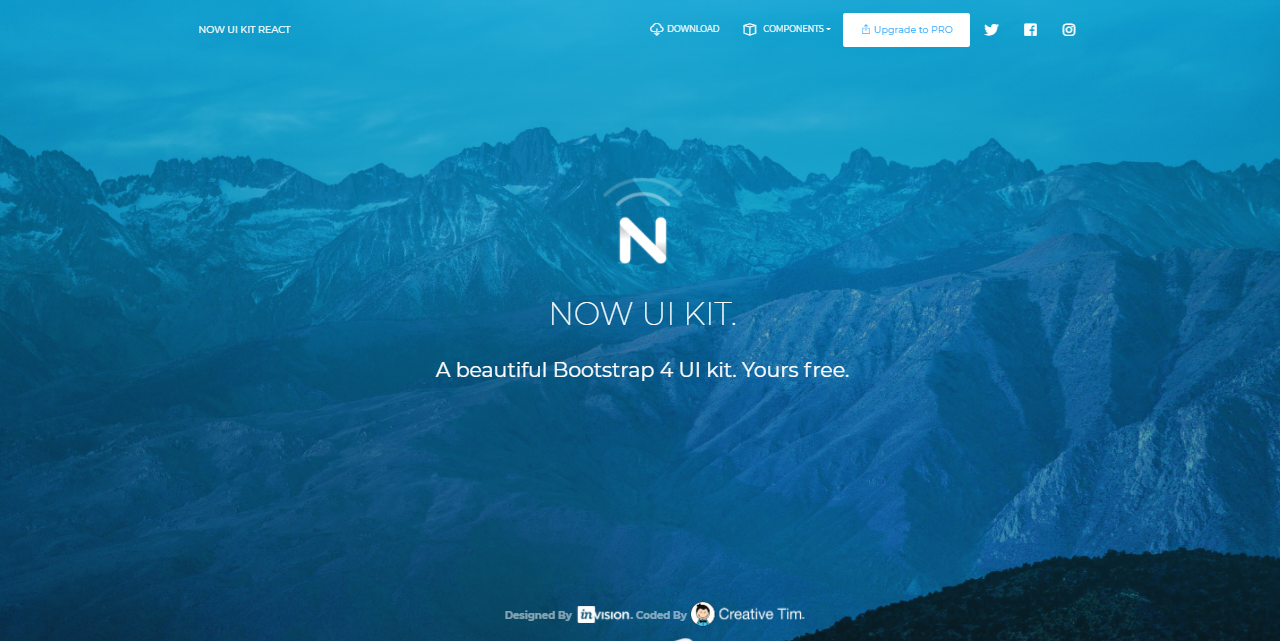 NOW UI KIT REACT
DOWNLOAD
COMPONENTS
Upgrade to PRO
N
NOW UI KIT.
A beautiful Bootstrap 4 UI kit. Yours free.
Designed By inVISION. Coded By Creative Tim.